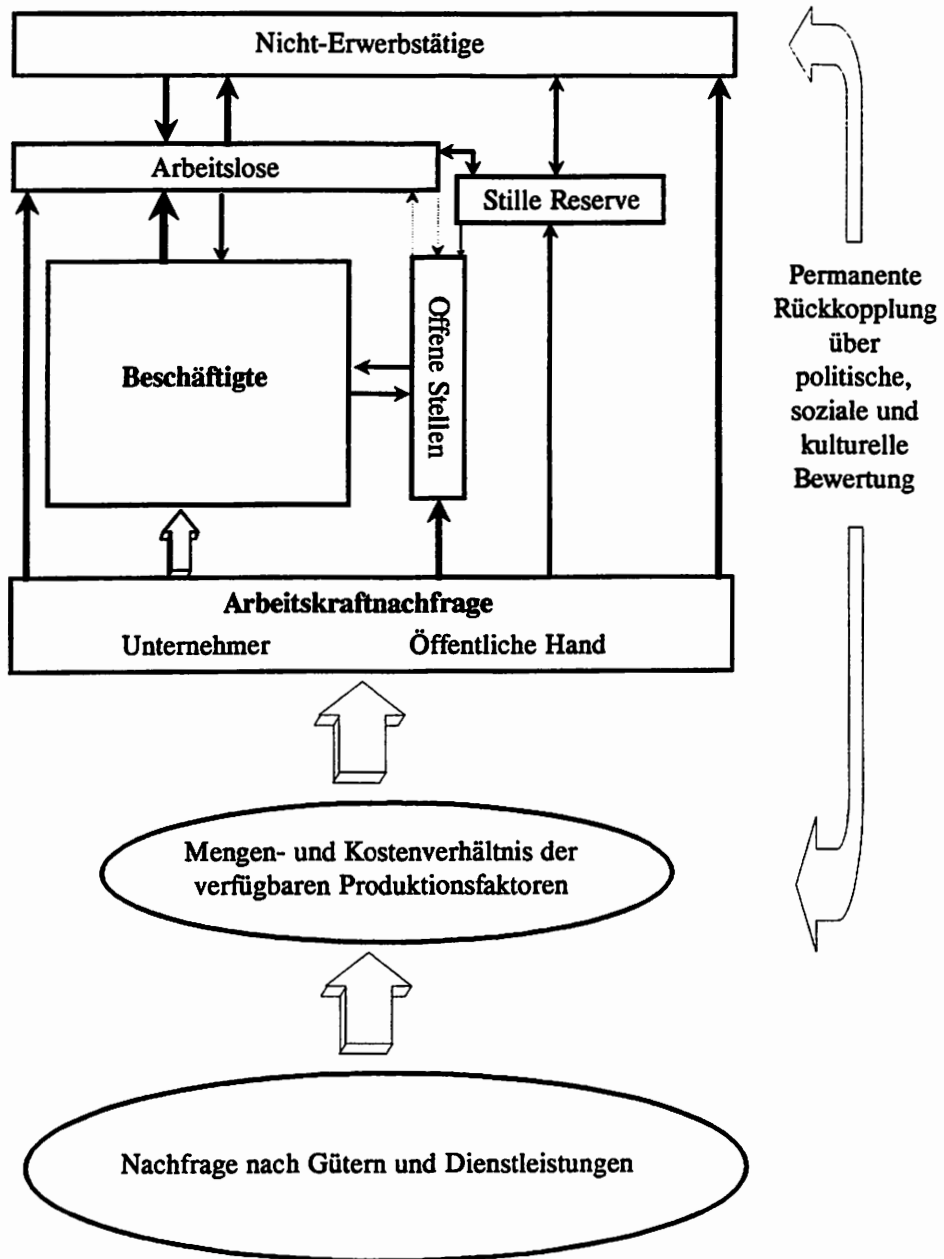 Nicht-Erwerbstätige
Arbeitslose
Stille Reserve
Beschäftigte
Offene Stellen
Permanente
Rückkopplung
über
politische,
soziale und
kulturelle
Bewertung
Arbeitskraftnachfrage
Unternehmer Öffentliche Hand
Mengen- und Kostenverhältnis der
verfügbaren Produktionsfaktoren
Nachfrage nach Gütern und Dienstleistungen